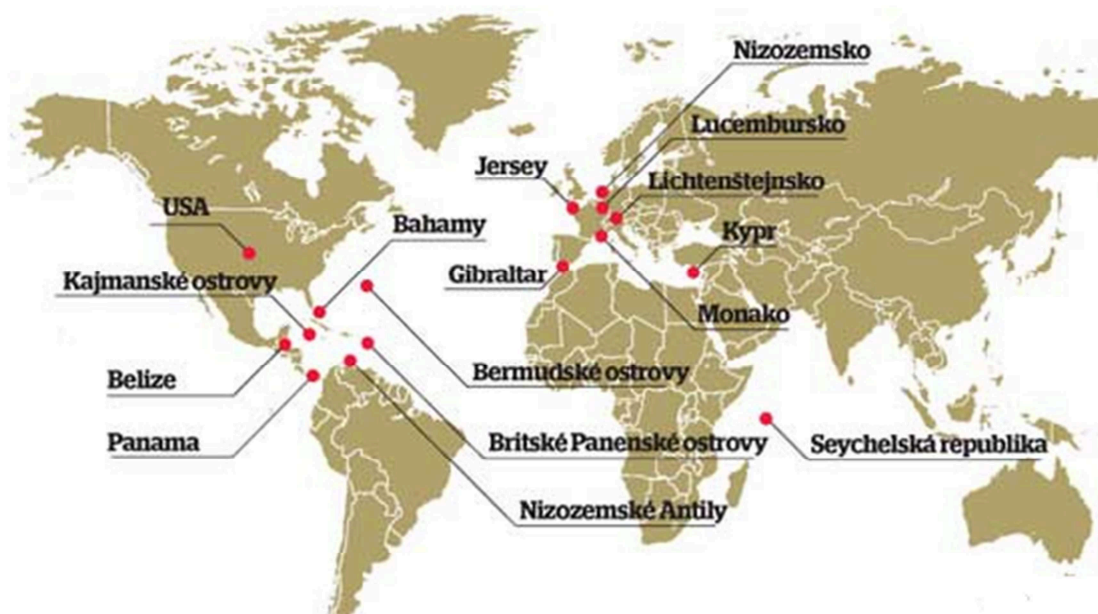 Nizozemsko
Lucembursko
Jersey
Lichtenštejnsko
USA
Bahamy
Kypr
Kajmanské ostrovy
Gibraltar
Monako
Belize
Bermudské ostrovy
Panama
Britské Panenské ostrovy
Seychelská republika
Nizozemské Antily